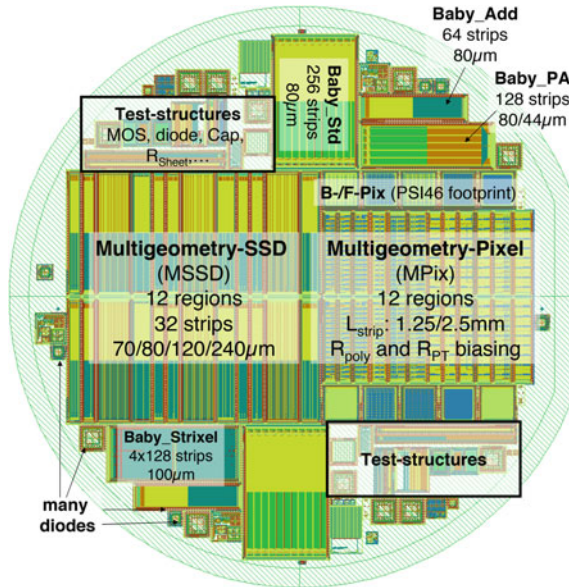 Baby_Add
64 strips
80µm
Baby_PA
128 strips
80/44µm
Baby_Std
256 strips
80µm
Test-structures
MOS, diode, Cap,
R_Sheet,...
B-/F-Pix (PSI46 footprint)
Multigeometry-SSD
(MSSD)
12 regions
32 strips
70/80/120/240µm
Multigeometry-Pixel
(MPix)
12 regions
L_strip: 1.25/2.5mm
R_poly and R_PT biasing
Baby_Strixel
4x128 strips
100µm
Test-structures
many
diodes